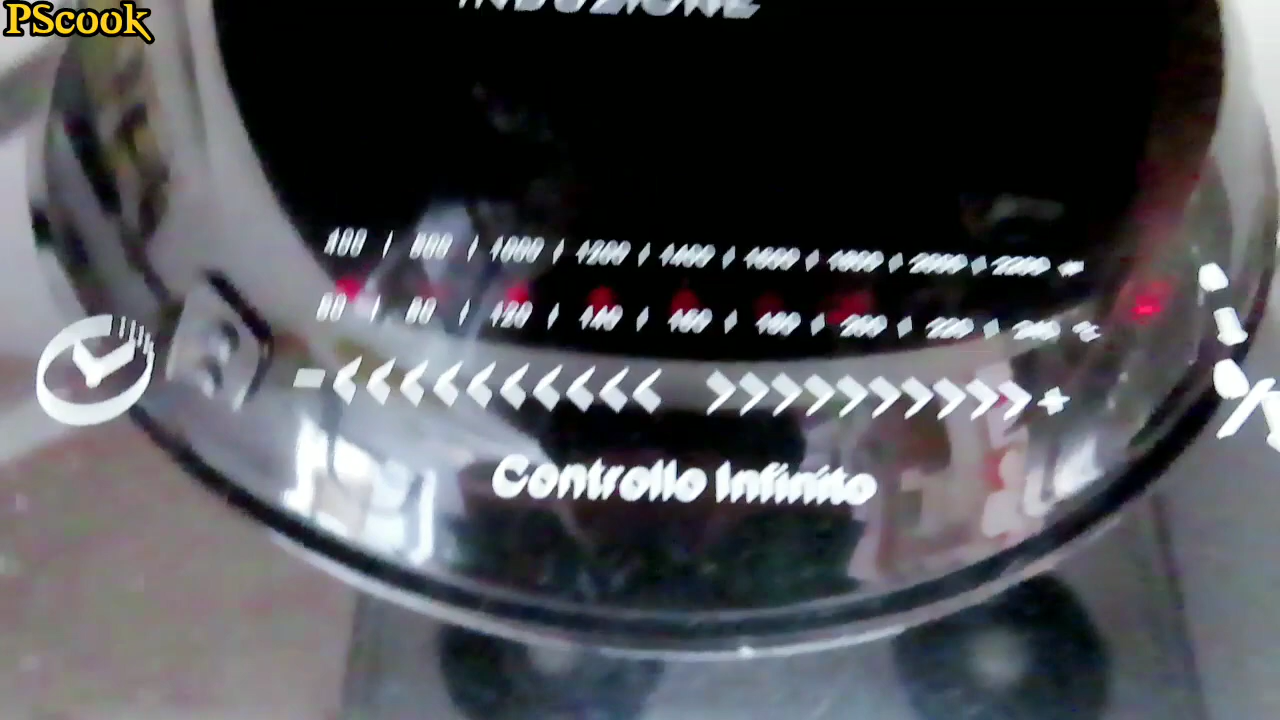 PScook
INDUZIONE
400 | 800 | 1000 | 1200 | 1400 | 1600 | 1800 | 2000 | 2200 W
60 | 80 | 120 | 140 | 160 | 180 | 200 | 220 | 240 °C
- <<<<<<<<<< >>>>>>>>>> +
Controllo Infinito